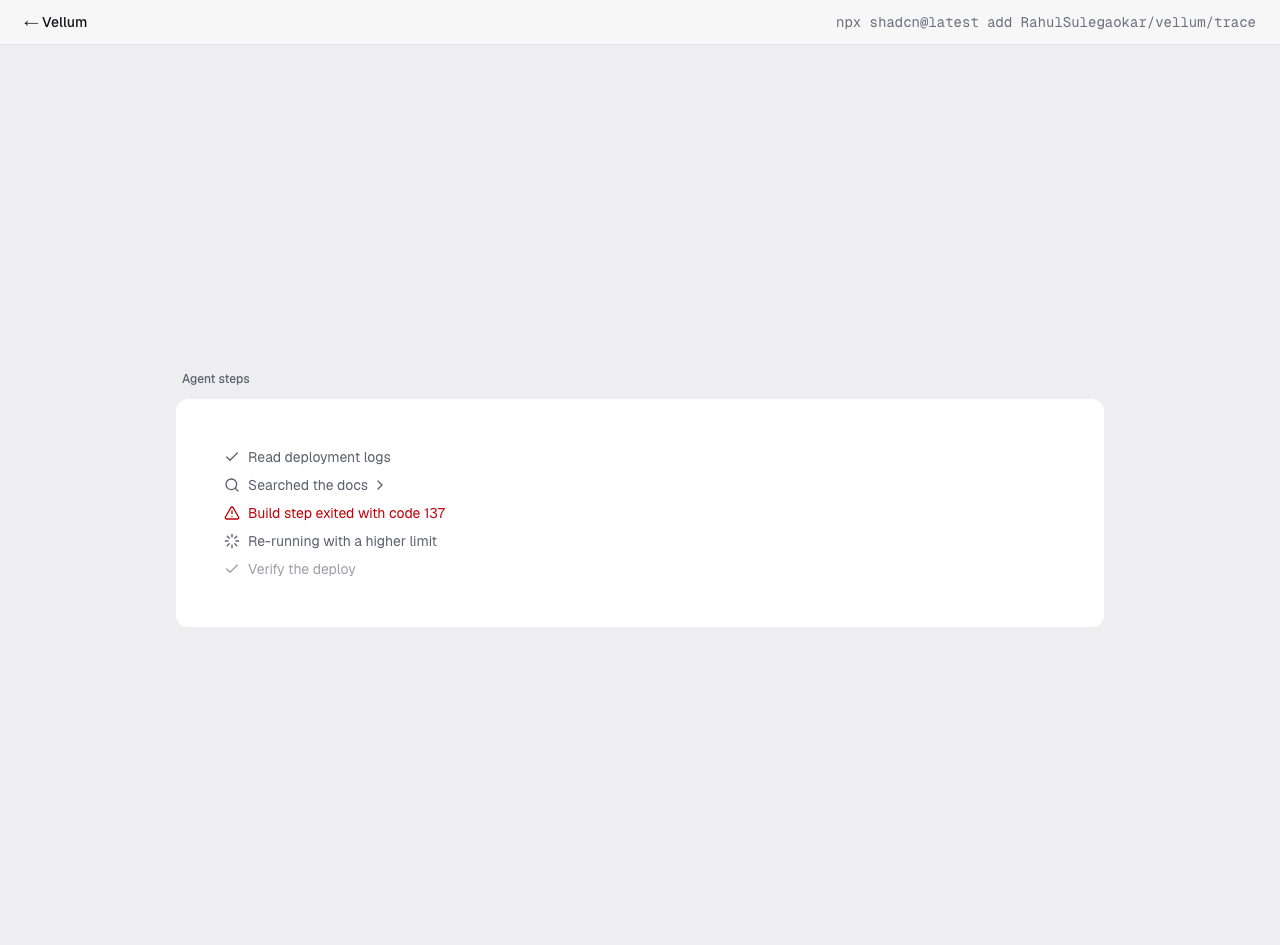 ← Vellum
npx shadcn@latest add RahulSulegaokar/vellum/trace
Agent steps
Read deployment logs
Searched the docs
Build step exited with code 137
Re-running with a higher limit
Verify the deploy